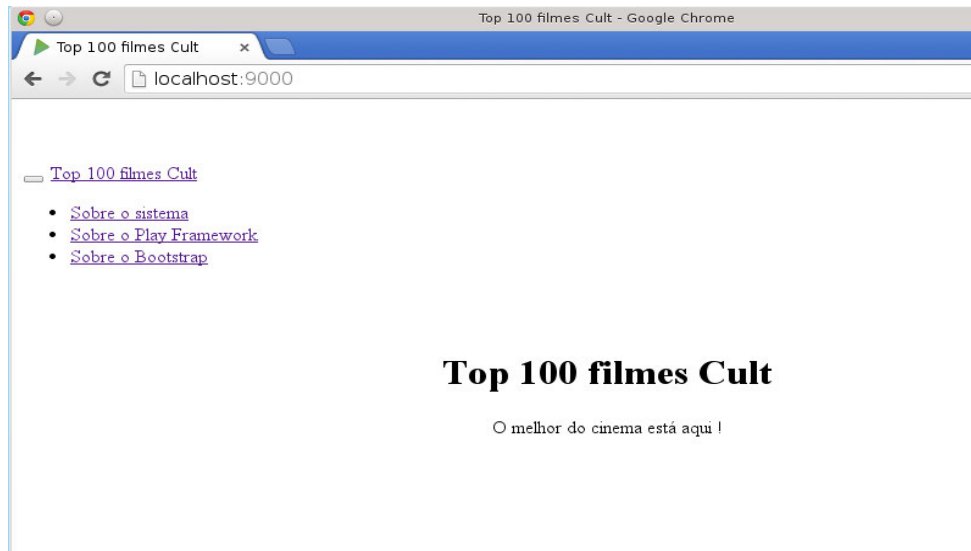 Top 100 filmes Cult - Google Chrome
Top 100 filmes Cult ×
localhost:9000
Top 100 filmes Cult
• Sobre o sistema
• Sobre o Play Framework
• Sobre o Bootstrap
Top 100 filmes Cult
O melhor do cinema está aqui !